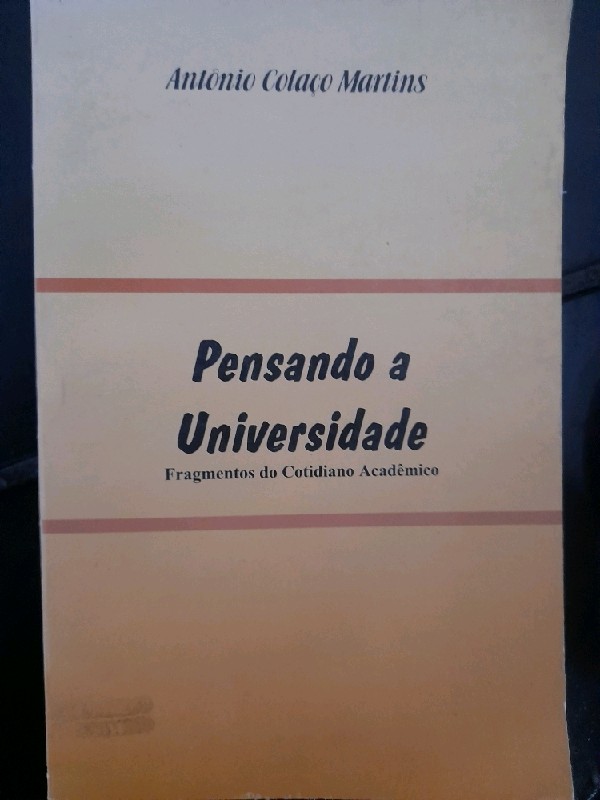 Antônio Colaço Martins
Pensando a
Universidade
Fragmentos do Cotidiano Acadêmico